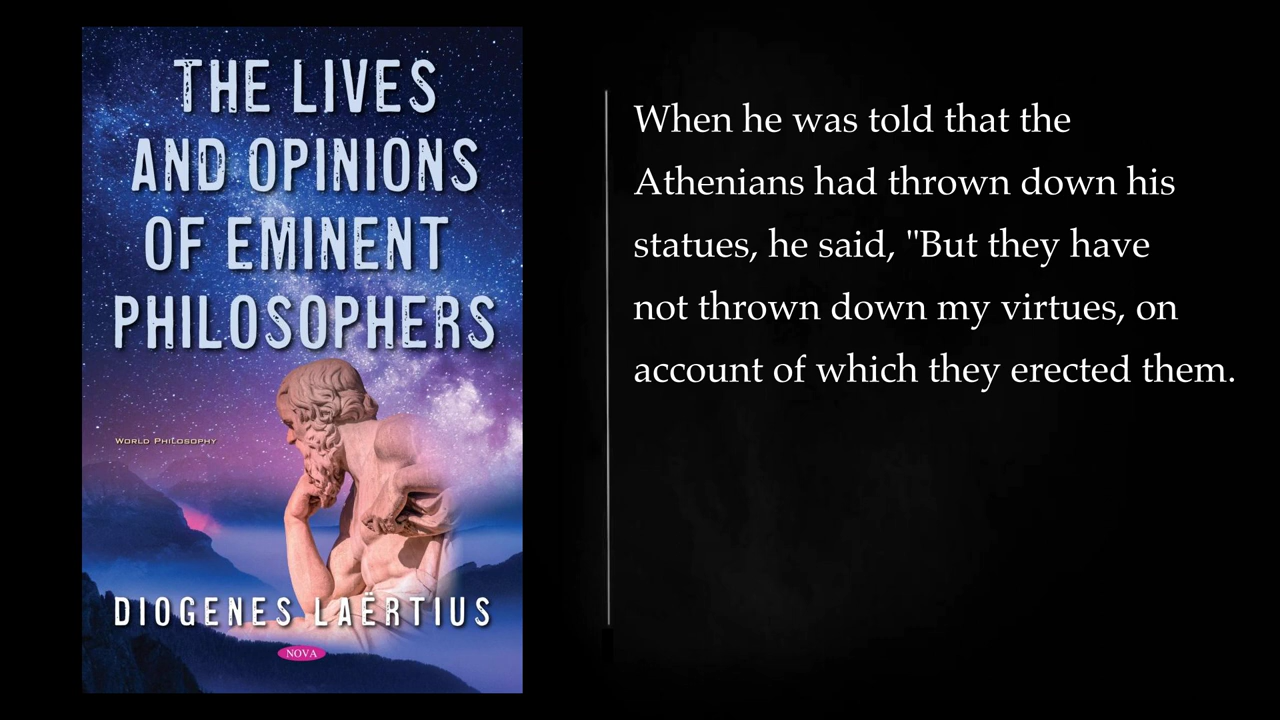 THE LIVES
AND OPINIONS
OF EMINENT
PHILOSOPHERS
WORLD PHILOSOPHY
DIOGENES LAËRTIUS
NOVA
When he was told that the
Athenians had thrown down his
statues, he said, "But they have
not thrown down my virtues, on
account of which they erected them.